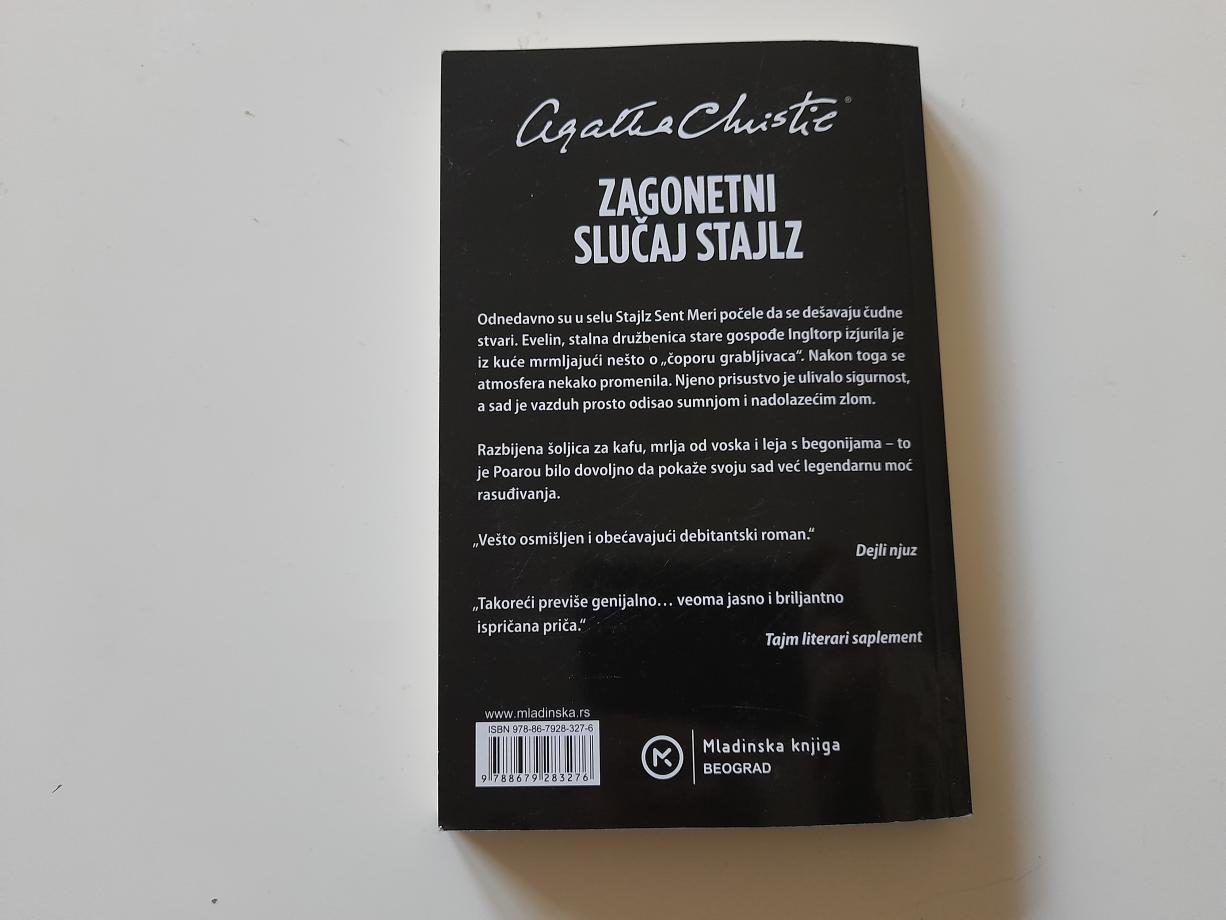 Agatha Christie®
ZAGONETNI
SLUČAJ STAJLZ
Odnedavno su u selu Stajlz Sent Meri počele da se dešavaju čudne
stvari. Evelin, stalna družbenica stare gospođe Ingltorp izjurila je
iz kuće mrmljajući nešto o „čoporu grabljivaca“. Nakon toga se
atmosfera nekako promenila. Njeno prisustvo je ulivalo sigurnost,
a sad je vazduh prosto odisao sumnjom i nadolazećim zlom.
Razbijena šoljica za kafu, mrlja od voska i leja s begonijama – to
je Poarou bilo dovoljno da pokaže svoju sad već legendarnu moć
rasuđivanja.
„Vešto osmišljen i obećavajući debitantski roman.“
Dejli njuz
„Takoreći previše genijalno… veoma jasno i briljantno
ispričana priča.“
Tajm literari saplement
www.mladinska.rs
ISBN 978-86-7928-327-6
9 788679 283276
Mladinska knjiga
BEOGRAD